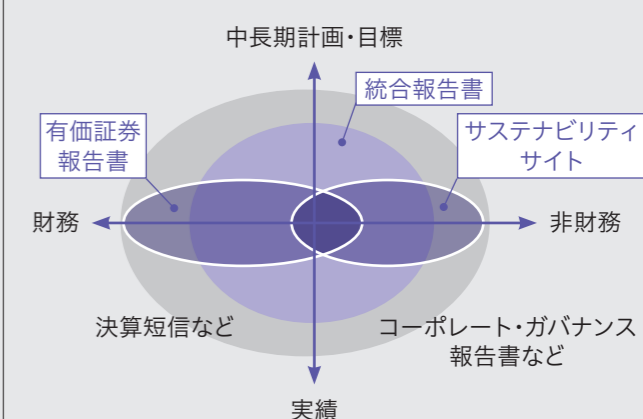 中長期計画・目標
統合報告書
有価証券
報告書
サステナビリティ
サイト
財務
非財務
決算短信など
コーポレート・ガバナンス
報告書など
実績